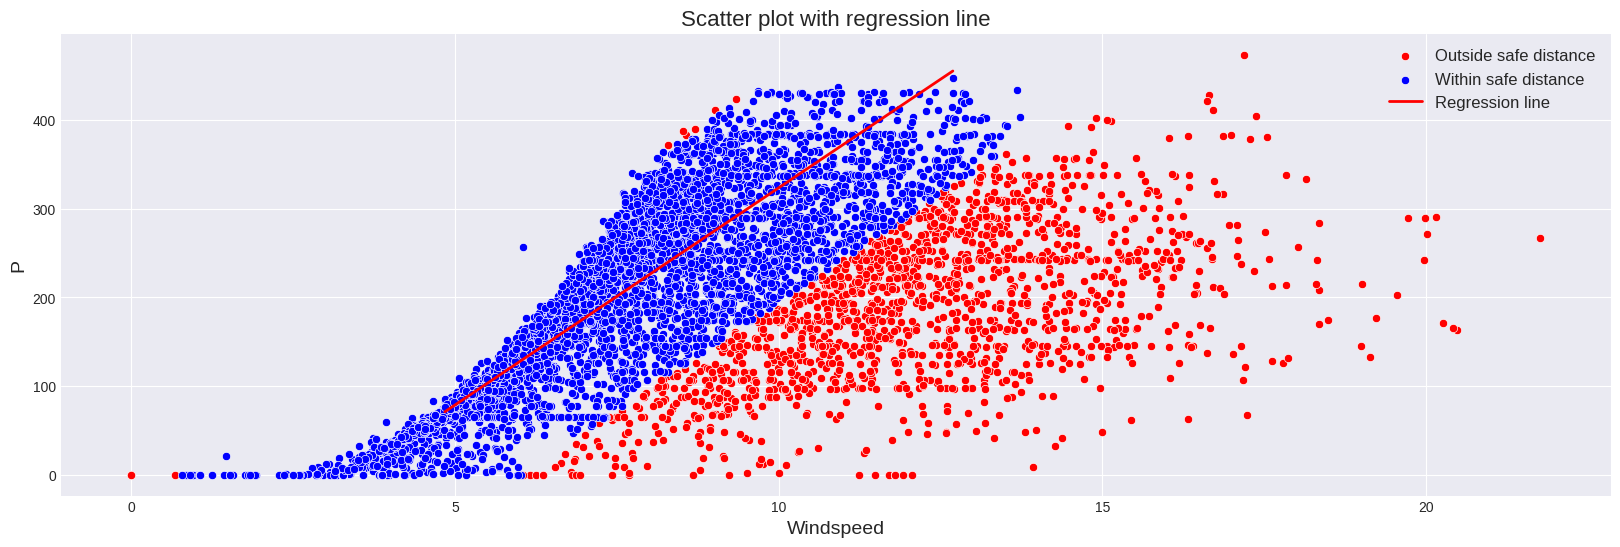 Scatter plot with regression line
Outside safe distance
Within safe distance
Regression line
400
300
200
100
0
P
0 5 10 15 20
Windspeed